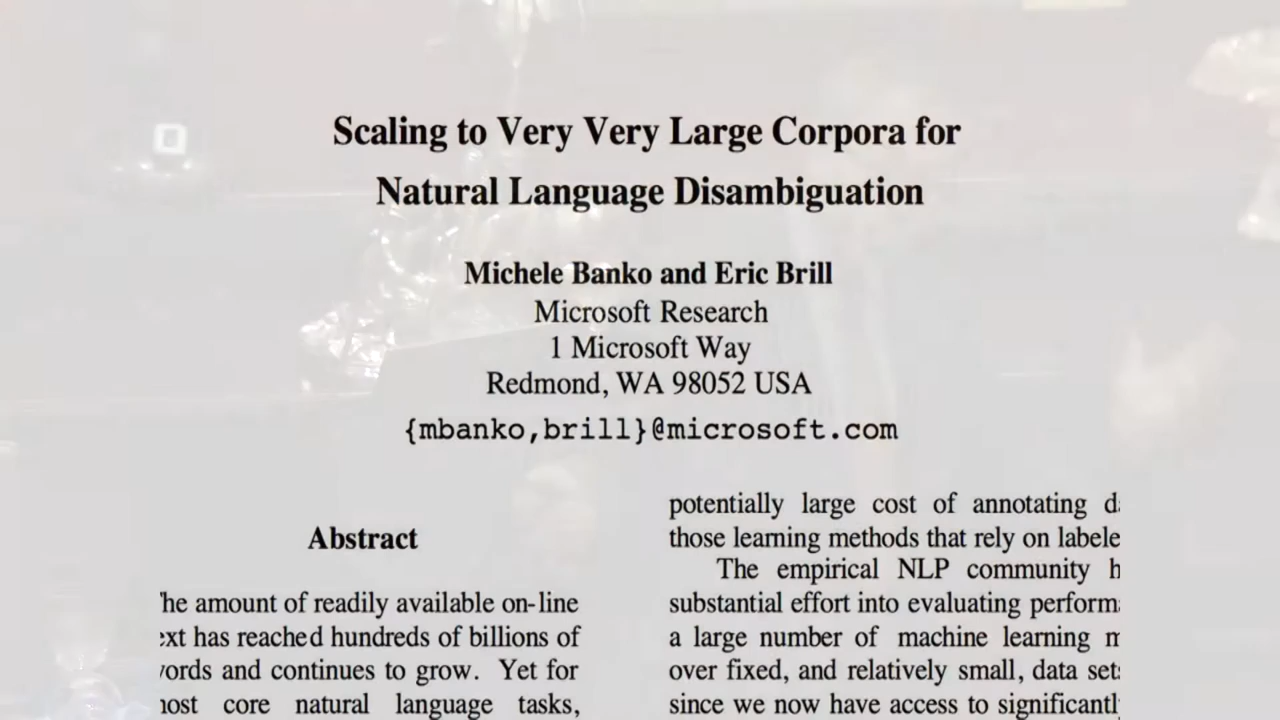 Scaling to Very Very Large Corpora for
Natural Language Disambiguation
Michele Banko and Eric Brill
Microsoft Research
1 Microsoft Way
Redmond, WA 98052 USA
{mbanko,brill}@microsoft.com
Abstract
amount of readily available on-line
has reached hundreds of billions of
and continues to grow. Yet for
core natural language tasks,
potentially large cost of annotating
those learning methods that rely on
The empirical NLP community
substantial effort into evaluating
a large number of machine learning
over fixed, and relatively small, data
since we now have access to